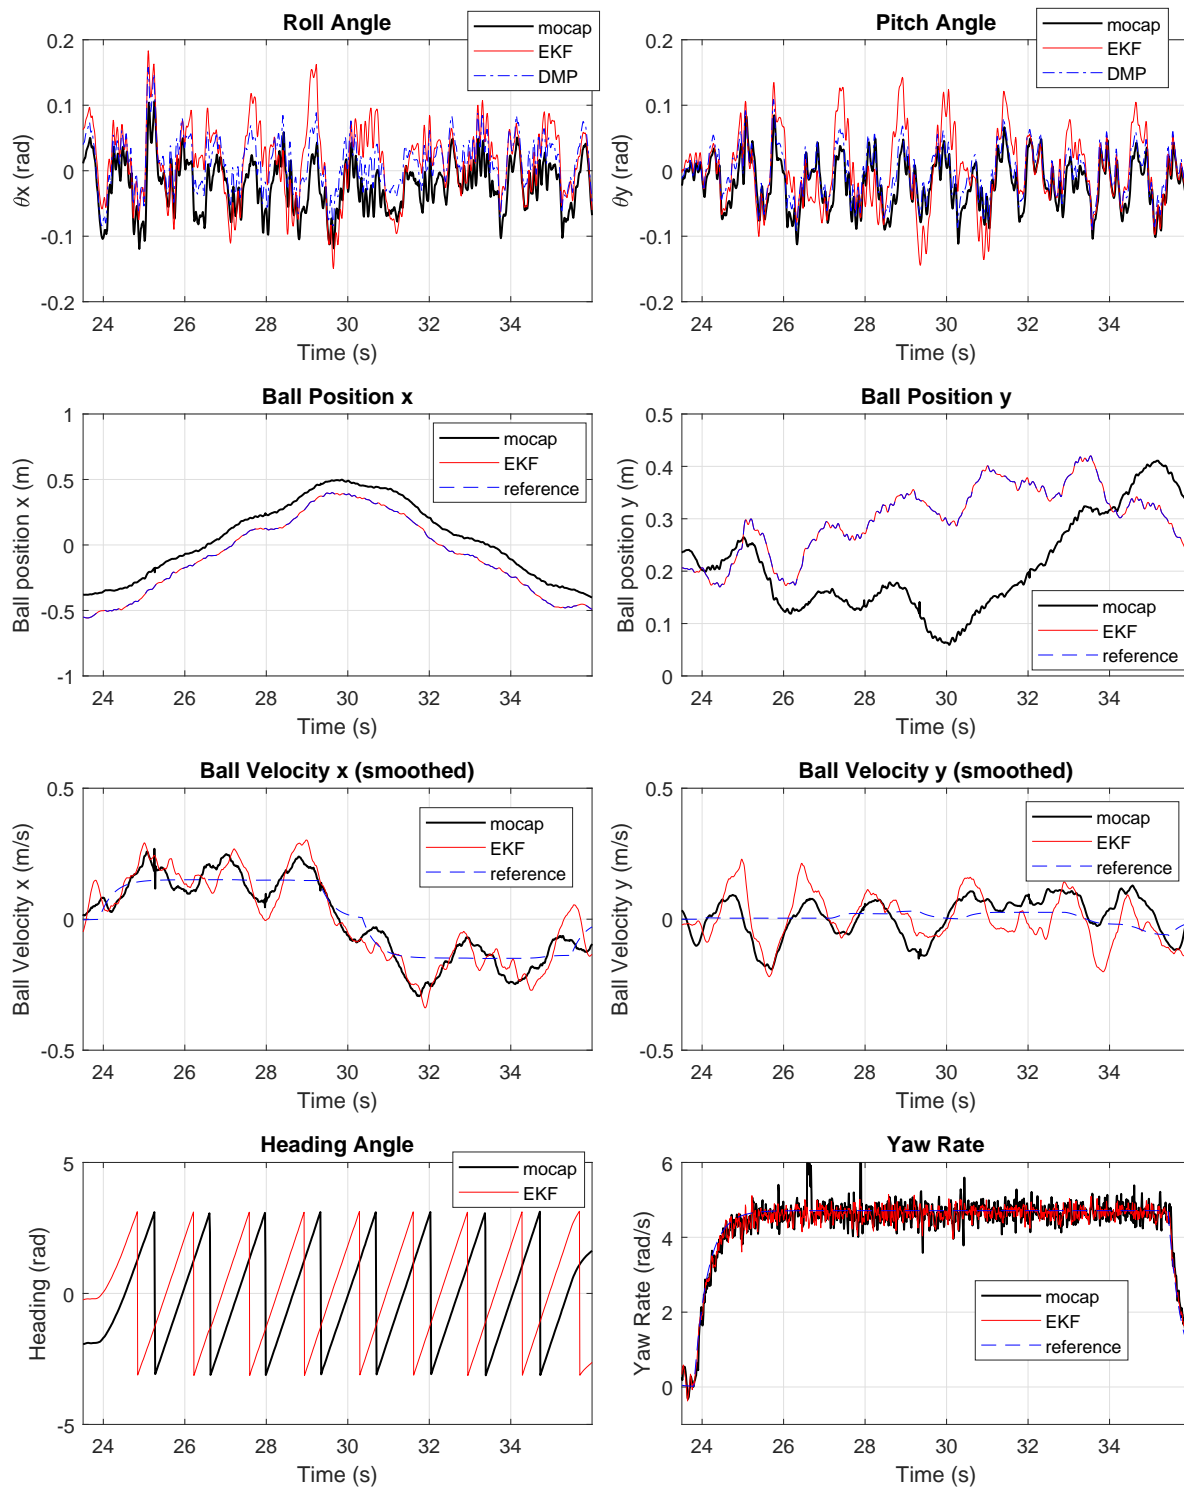 Roll Angle
mocap
EKF
DMP
θx (rad)
0.2
0.1
0
-0.1
-0.2
24 26 28 30 32 34
Time (s)
Pitch Angle
mocap
EKF
DMP
θy (rad)
0.2
0.1
0
-0.1
-0.2
24 26 28 30 32 34
Time (s)
Ball Position x
mocap
EKF
reference
Ball position x (m)
1
0.5
0
-0.5
-1
24 26 28 30 32 34
Time (s)
Ball Position y
mocap
EKF
reference
Ball position y (m)
0.5
0.4
0.3
0.2
0.1
0
24 26 28 30 32 34
Time (s)
Ball Velocity x (smoothed)
mocap
EKF
reference
Ball Velocity x (m/s)
0.5
0
-0.5
24 26 28 30 32 34
Time (s)
Ball Velocity y (smoothed)
mocap
EKF
reference
Ball Velocity y (m/s)
0.5
0
-0.5
24 26 28 30 32 34
Time (s)
Heading Angle
mocap
EKF
Heading (rad)
5
0
-5
24 26 28 30 32 34
Time (s)
Yaw Rate
mocap
EKF
reference
Yaw Rate (rad/s)
6
4
2
0
24 26 28 30 32 34
Time (s)